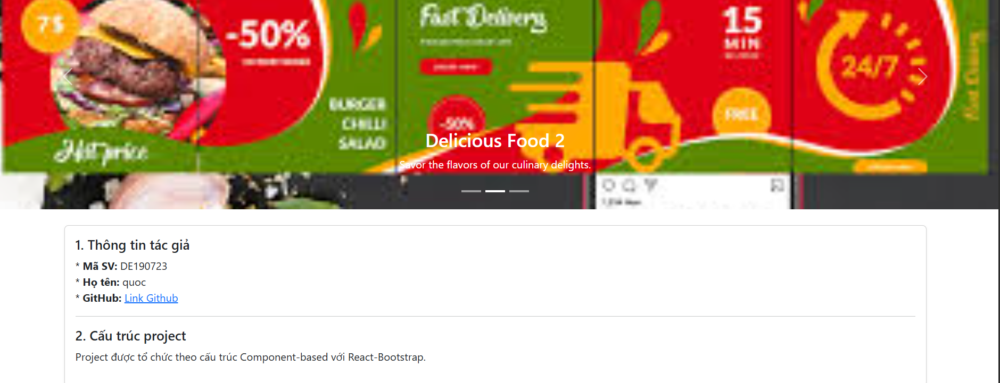 7$
-50%
BURGER
CHILLI
SALAD
Hot price
Fast Delivery
-50%
15
MIN
FREE
24/7
Fast Delivery
Delicious Food 2
Savor the flavors of our culinary delights.
1. Thông tin tác giả
* Mã SV: DE190723
* Họ tên: quoc
* GitHub: Link Github
2. Cấu trúc project
Project được tổ chức theo cấu trúc Component-based với React-Bootstrap.